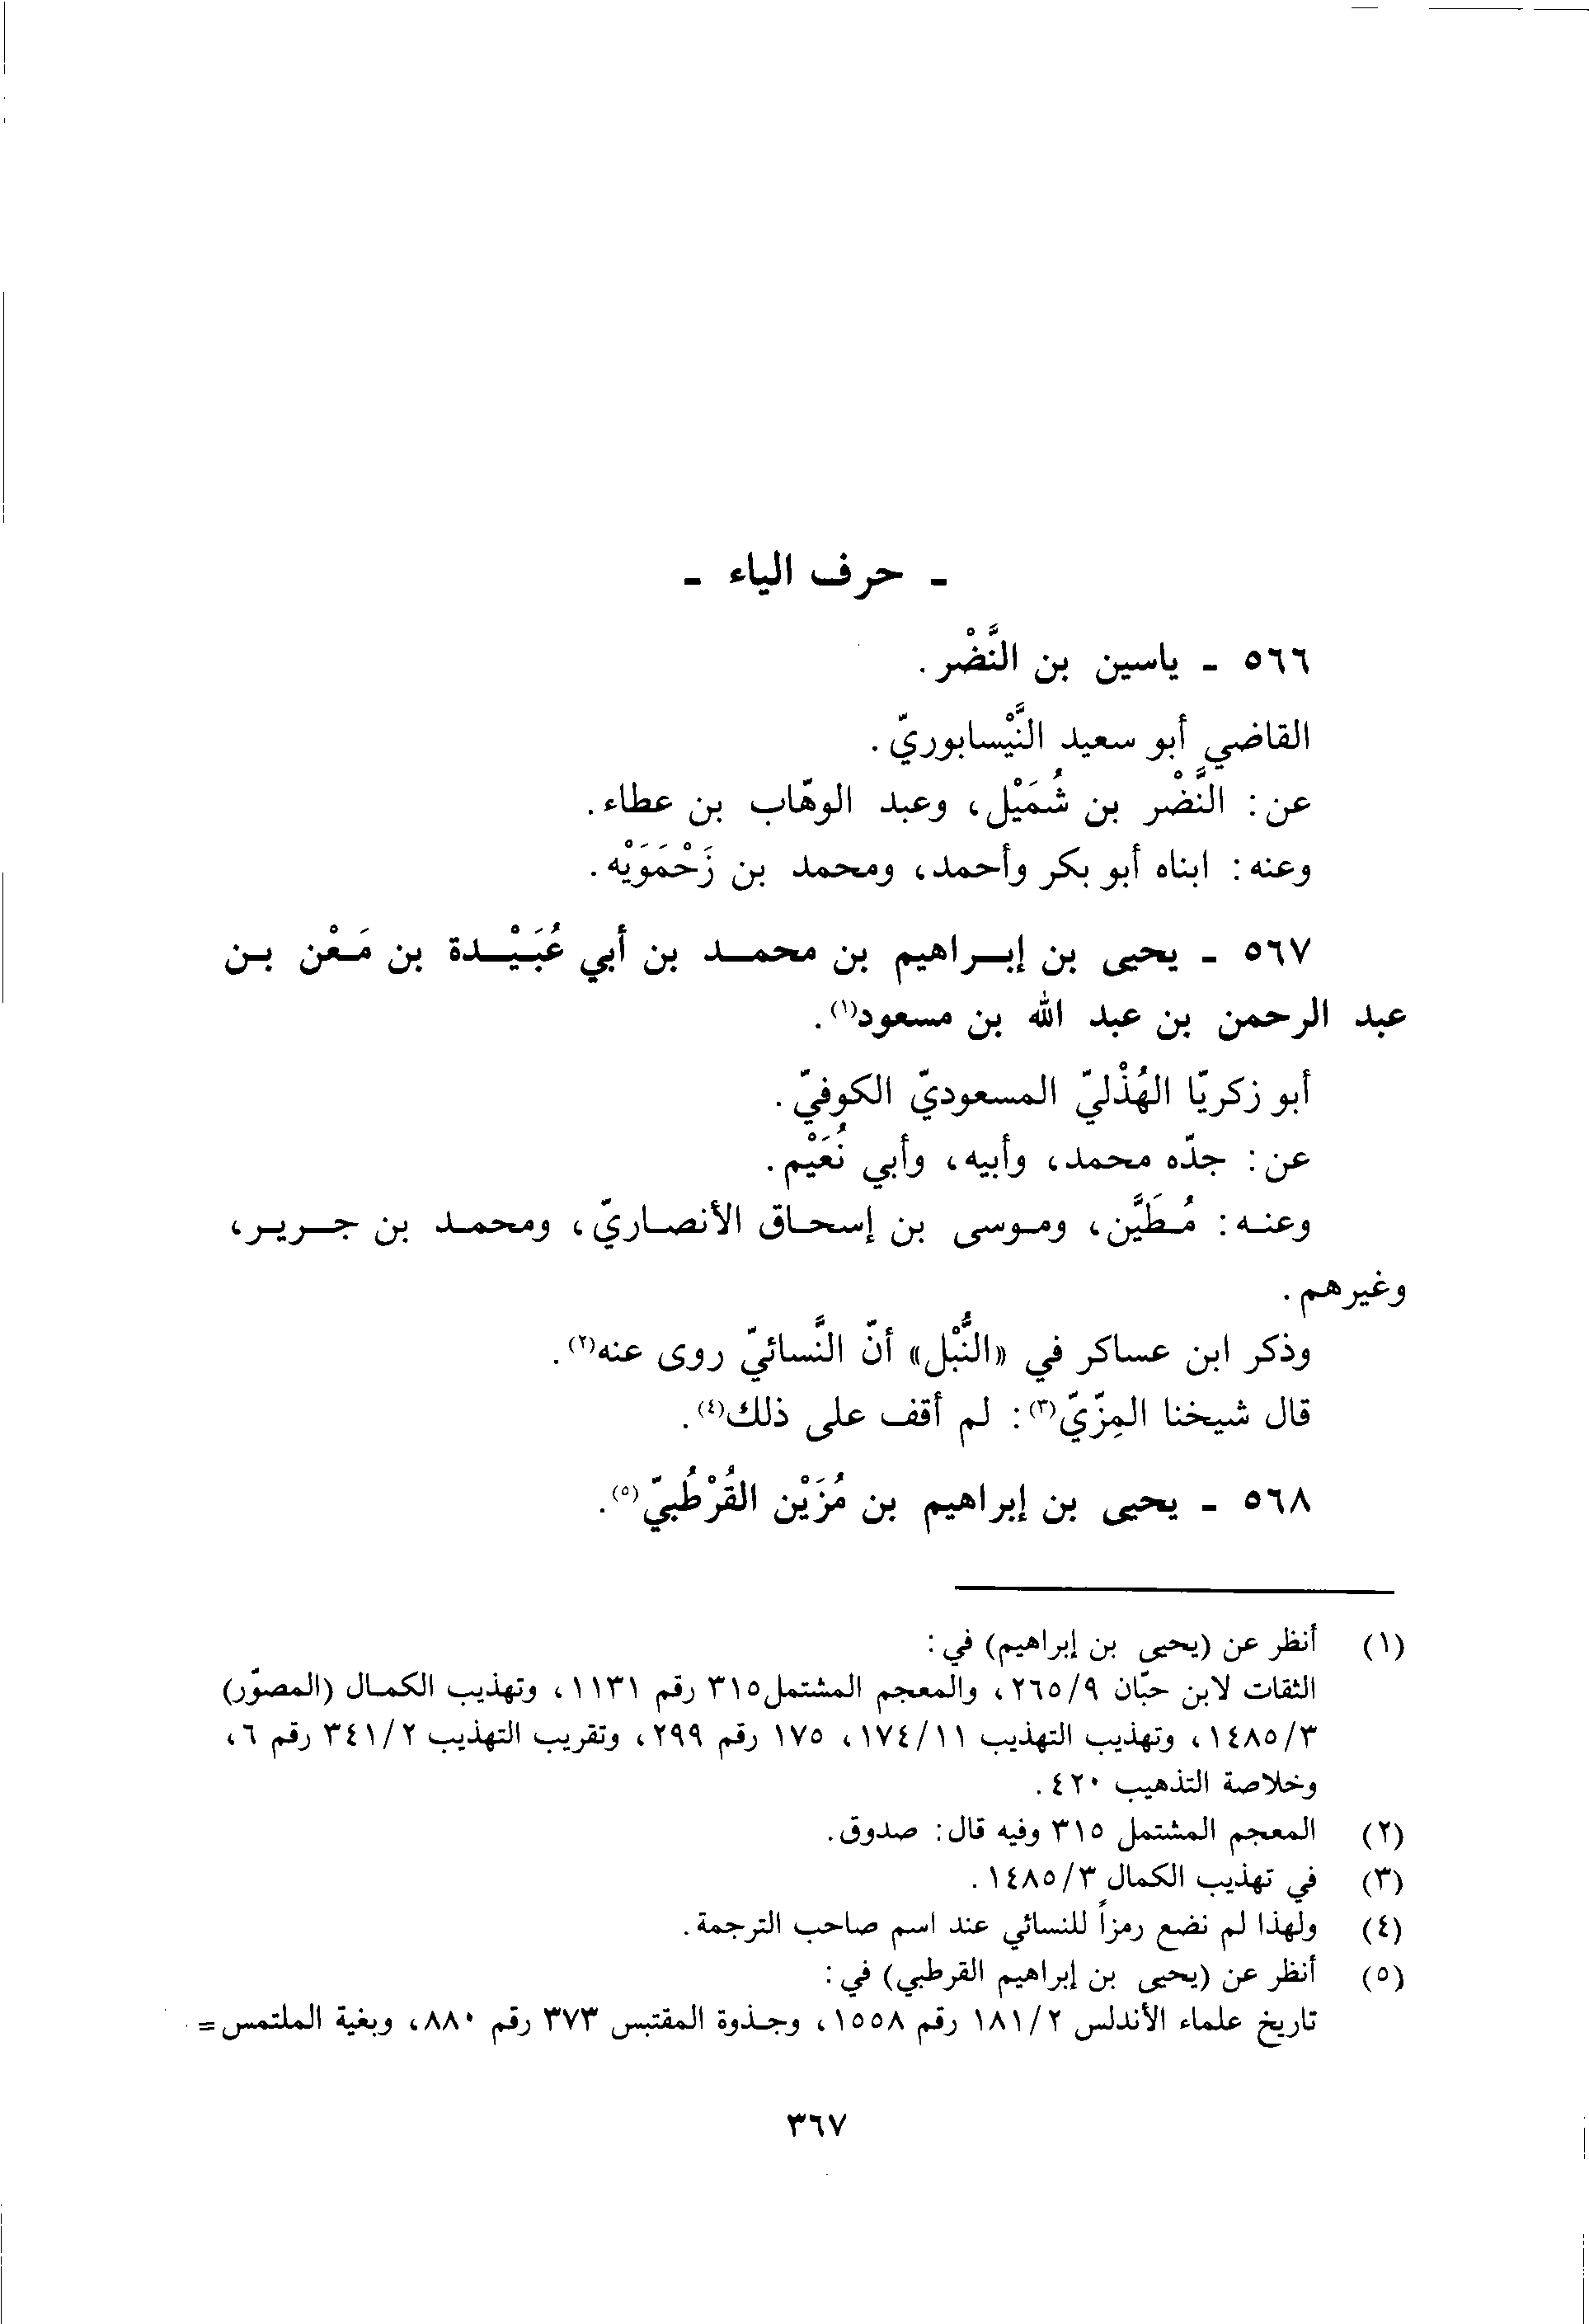 - حرف الياء -
٥٦٦ - ياسين بن النَّضْر.
القاضي أبو سعيد النَّيْسابوريّ.
عن: النَّضْر بن شُمَيْل، وعبد الوهّاب بن عطاء.
وعنه: ابناه أبو بكر وأحمد، ومحمد بن زَحْمَوَيْه.
٥٦٧ - يحيى بن إبراهيم بن محمد بن أبي عُبَيْدة بن مَعْن بن
عبد الرحمن بن عبد الله بن مسعود(١).
أبو زكريّا الهُذْليّ المسعوديّ الكوفيّ.
عن: جدّه محمد، وأبيه، وأبي نُعَيْم.
وعنه: مُطَيَّن، وموسى بن إسحاق الأنصاريّ، ومحمد بن جرير،
وغيرهم.
وذكر ابن عساكر في «النُّبْل» أنّ النَّسائيّ روى عنه(٢).
قال شيخنا المِزّيّ(٣): لم أقف على ذلك(٤).
٥٦٨ - يحيى بن إبراهيم بن مُزَيْن القُرْطُبيّ(٥).
(١) أنظر عن (يحيى بن إبراهيم) في:
الثقات لابن حبّان ٢٦٥/٩، والمعجم المشتمل٣١٥ رقم ١١٣١، وتهذيب الكمال (المصوّر)
١٤٨٥/٣، وتهذيب التهذيب ١٧٤/١١، ١٧٥ رقم ٢٩٩، وتقريب التهذيب ٣٤١/٢ رقم ٦،
وخلاصة التذهيب ٤٢٠.
(٢) المعجم المشتمل ٣١٥ وفيه قال: صدوق.
(٣) في تهذيب الكمال ١٤٨٥/٣.
(٤) ولهذا لم نضع رمزاً للنسائي عند اسم صاحب الترجمة.
(٥) أنظر عن (يحيى بن إبراهيم القرطبي) في:
تاريخ علماء الأندلس ١٨١/٢ رقم ١٥٥٨، وجذوة المقتبس ٣٧٣ رقم ٨٨٠، وبغية الملتمس =
٣٦٧